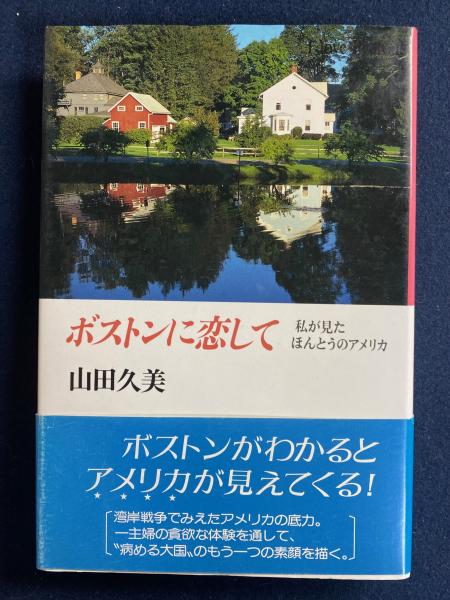 ボストンに恋して
私が見た
ほんとうのアメリカ
山田久美
ボストンがわかると
アメリカが見えてくる!
湾岸戦争でみえたアメリカの底力。
一主婦の貪欲な体験を通して、
〝病める大国〟のもう一つの素顔を描く。